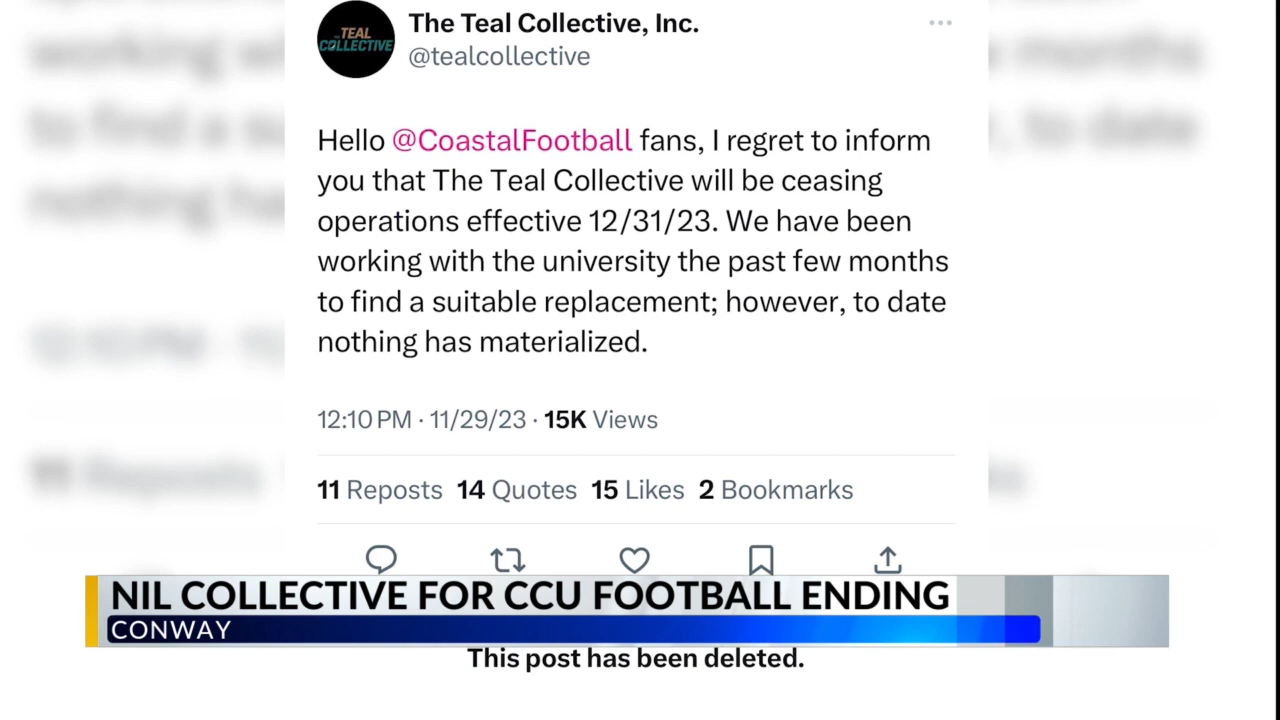 TEAL
COLLECTIVE
The Teal Collective, Inc.
@tealcollective
Hello @CoastalFootball fans, I regret to inform
you that The Teal Collective will be ceasing
operations effective 12/31/23. We have been
working with the university the past few months
to find a suitable replacement; however, to date
nothing has materialized.
12:10 PM · 11/29/23 · 15K Views
11 Reposts 14 Quotes 15 Likes 2 Bookmarks
NIL COLLECTIVE FOR CCU FOOTBALL ENDING
CONWAY
This post has been deleted.